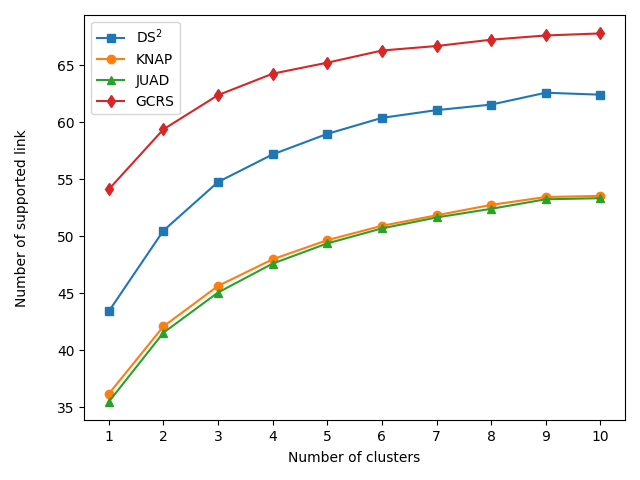 DS²
KNAP
JUAD
GCRS
65
60
55
50
45
40
35
Number of supported link
1 2 3 4 5 6 7 8 9 10
Number of clusters